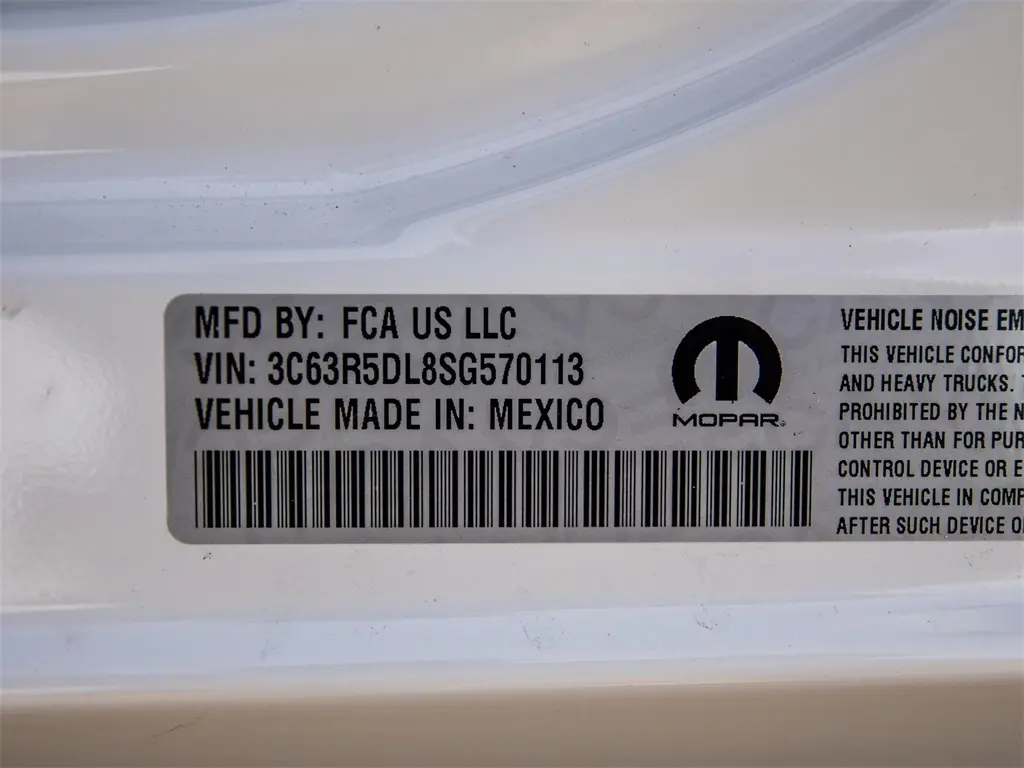 MFD BY: FCA US LLC
VIN: 3C63R5DL8SG570113
VEHICLE MADE IN: MEXICO
MOPAR
VEHICLE NOISE EM
THIS VEHICLE CONFOR
AND HEAVY TRUCKS.
PROHIBITED BY THE N
OTHER THAN FOR PUR
CONTROL DEVICE OR E
THIS VEHICLE IN COMP
AFTER SUCH DEVICE O